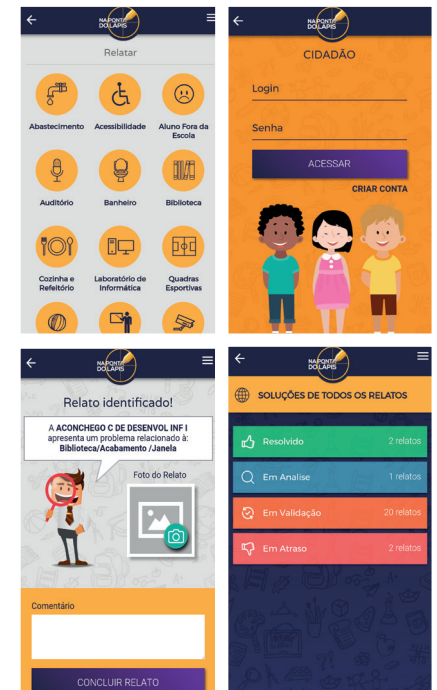 NA PONTA
DO LÁPIS
Relatar
Abastecimento
Acessibilidade
Aluno Fora da
Escola
Auditório
Banheiro
Biblioteca
Cozinha e
Refeitório
Laboratório de
Informática
Quadras
Esportivas
NA PONTA
DO LÁPIS
CIDADÃO
Login
Senha
ACESSAR
CRIAR CONTA
NA PONTA
DO LÁPIS
Relato identificado!
A ACONCHEGO C DE DESENVOL INF I
apresenta um problema relacionado à:
Biblioteca/Acabamento /Janela
Foto do Relato
Comentário
CONCLUIR RELATO
NA PONTA
DO LÁPIS
SOLUÇÕES DE TODOS OS RELATOS
Resolvido 2 relatos
Em Analise 1 relatos
Em Validação 20 relatos
Em Atraso 2 relatos